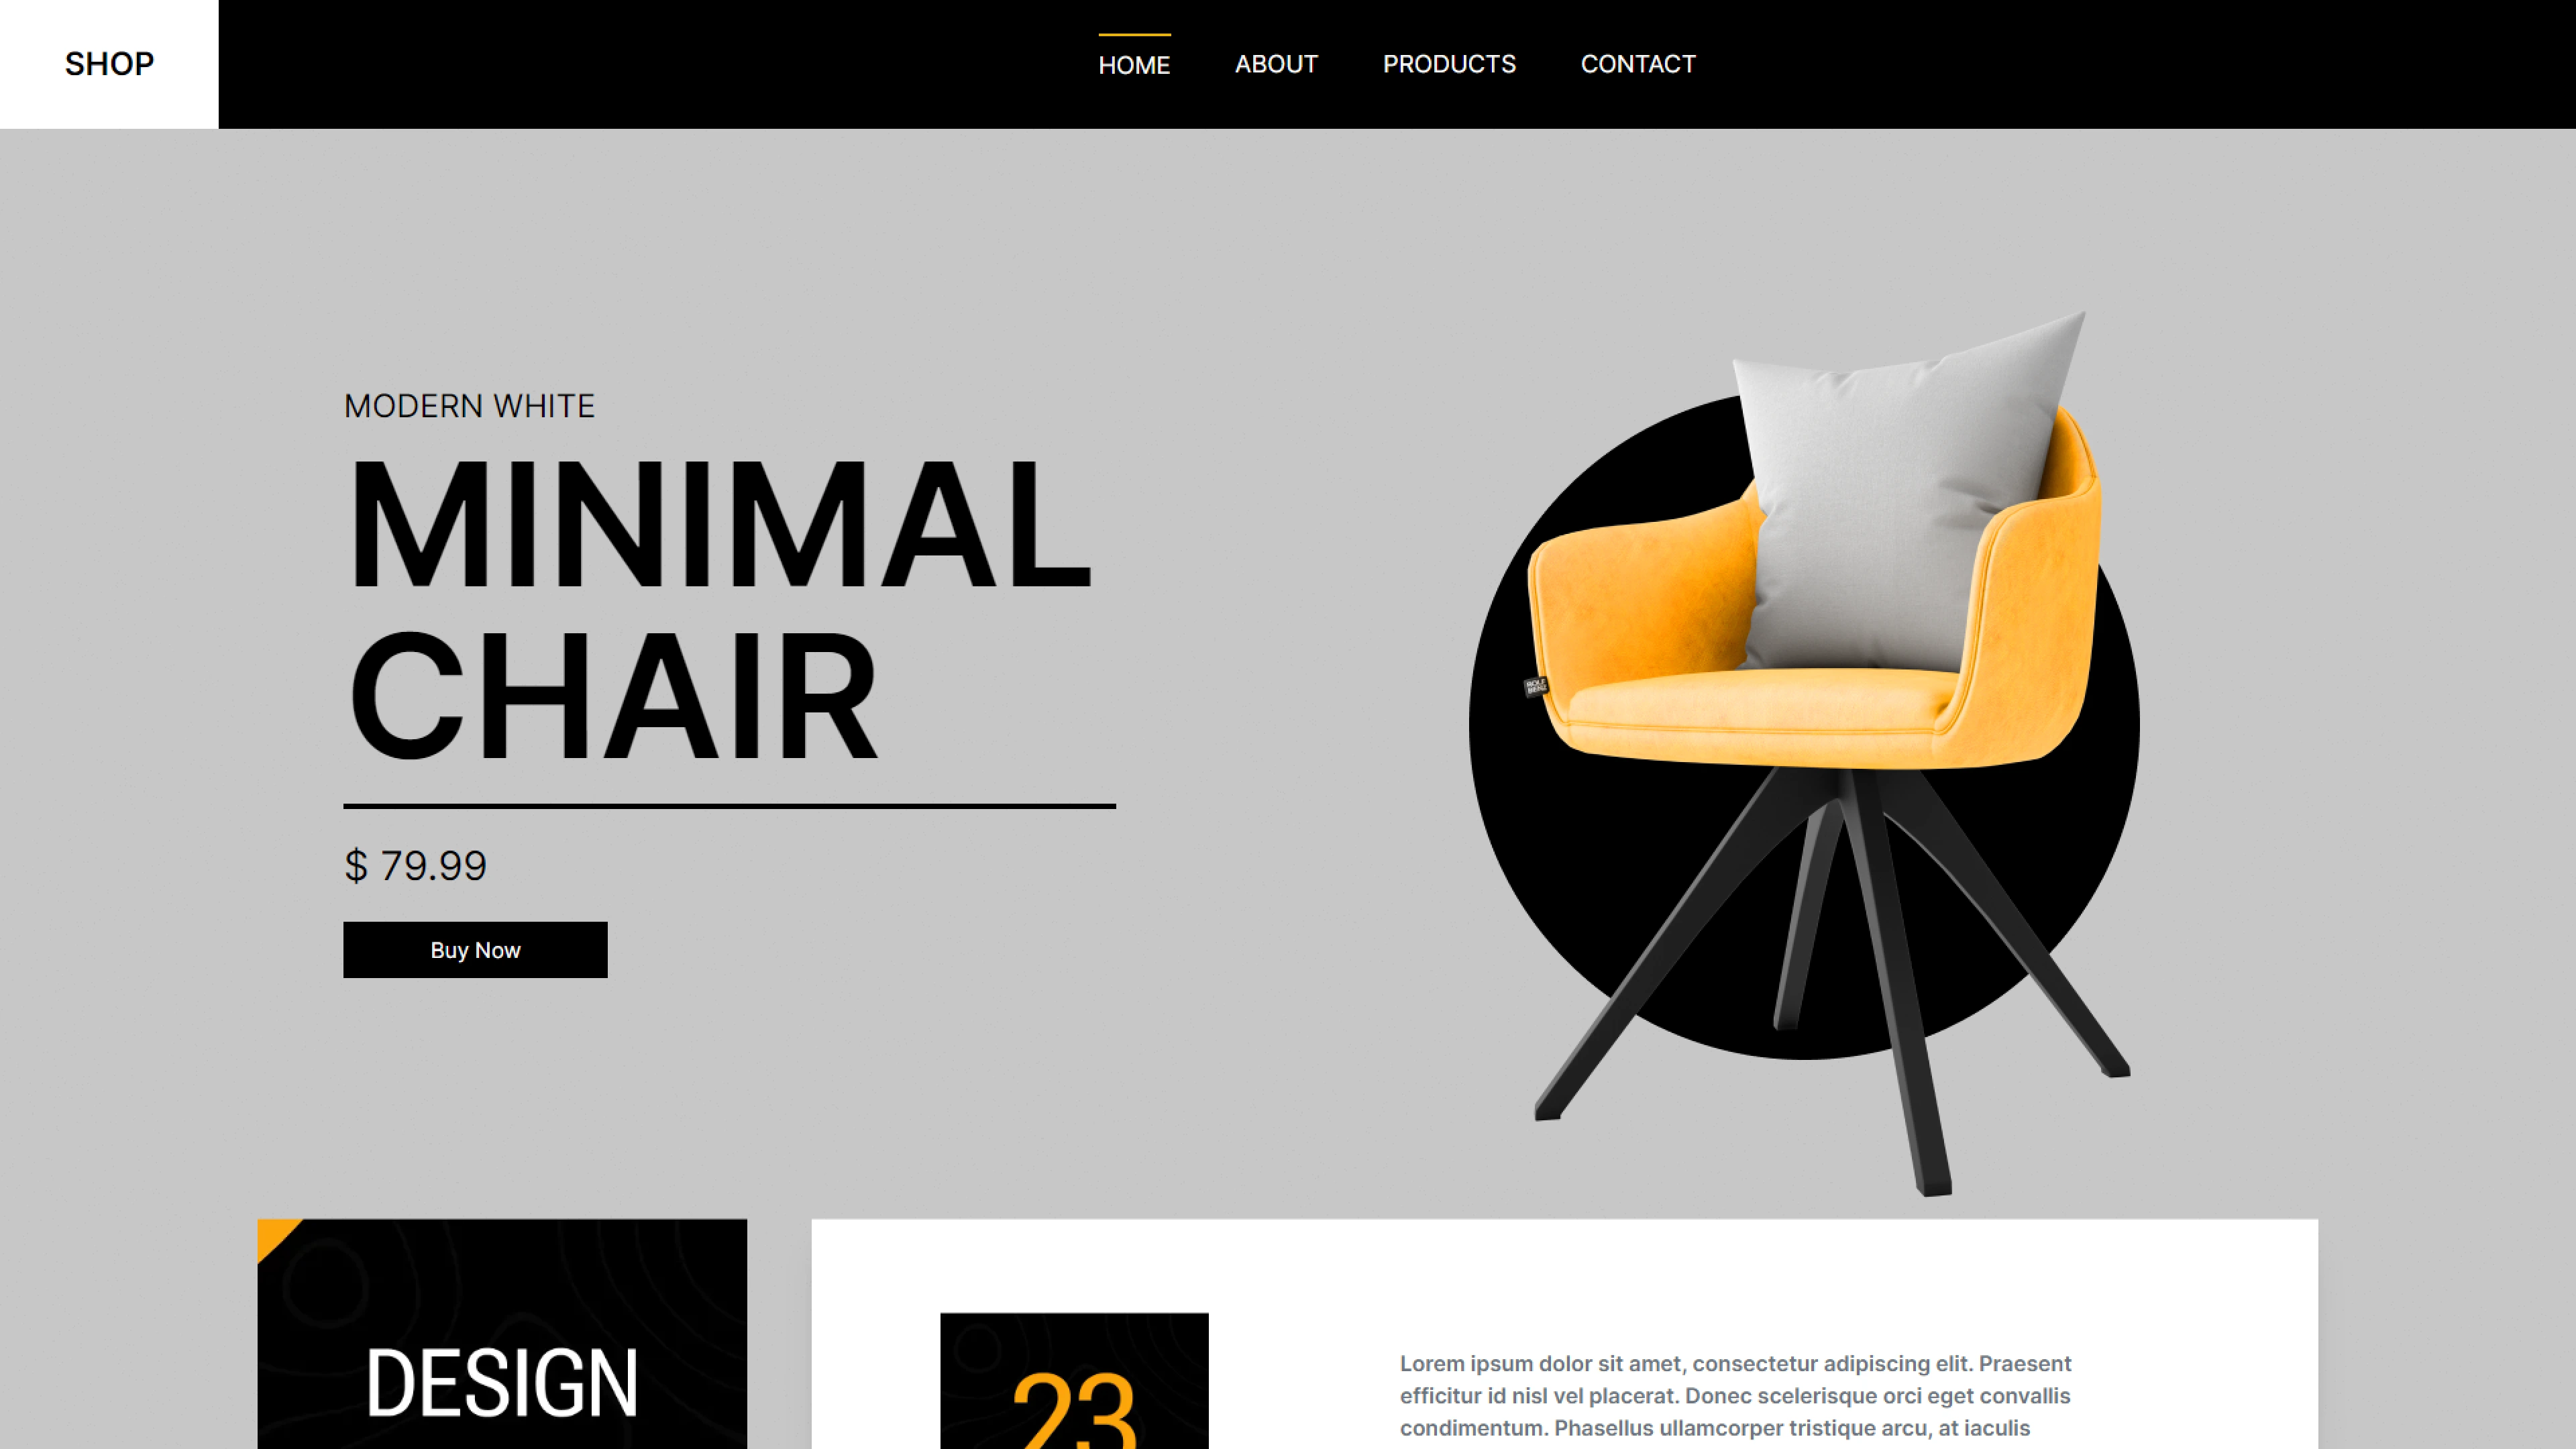 SHOP
HOME ABOUT PRODUCTS CONTACT
MODERN WHITE
MINIMAL
CHAIR
$ 79.99
Buy Now
ROLF
BENZ
DESIGN
23
Lorem ipsum dolor sit amet, consectetur adipiscing elit. Praesent
efficitur id nisl vel placerat. Donec scelerisque orci eget convallis
condimentum. Phasellus ullamcorper tristique arcu, at iaculis